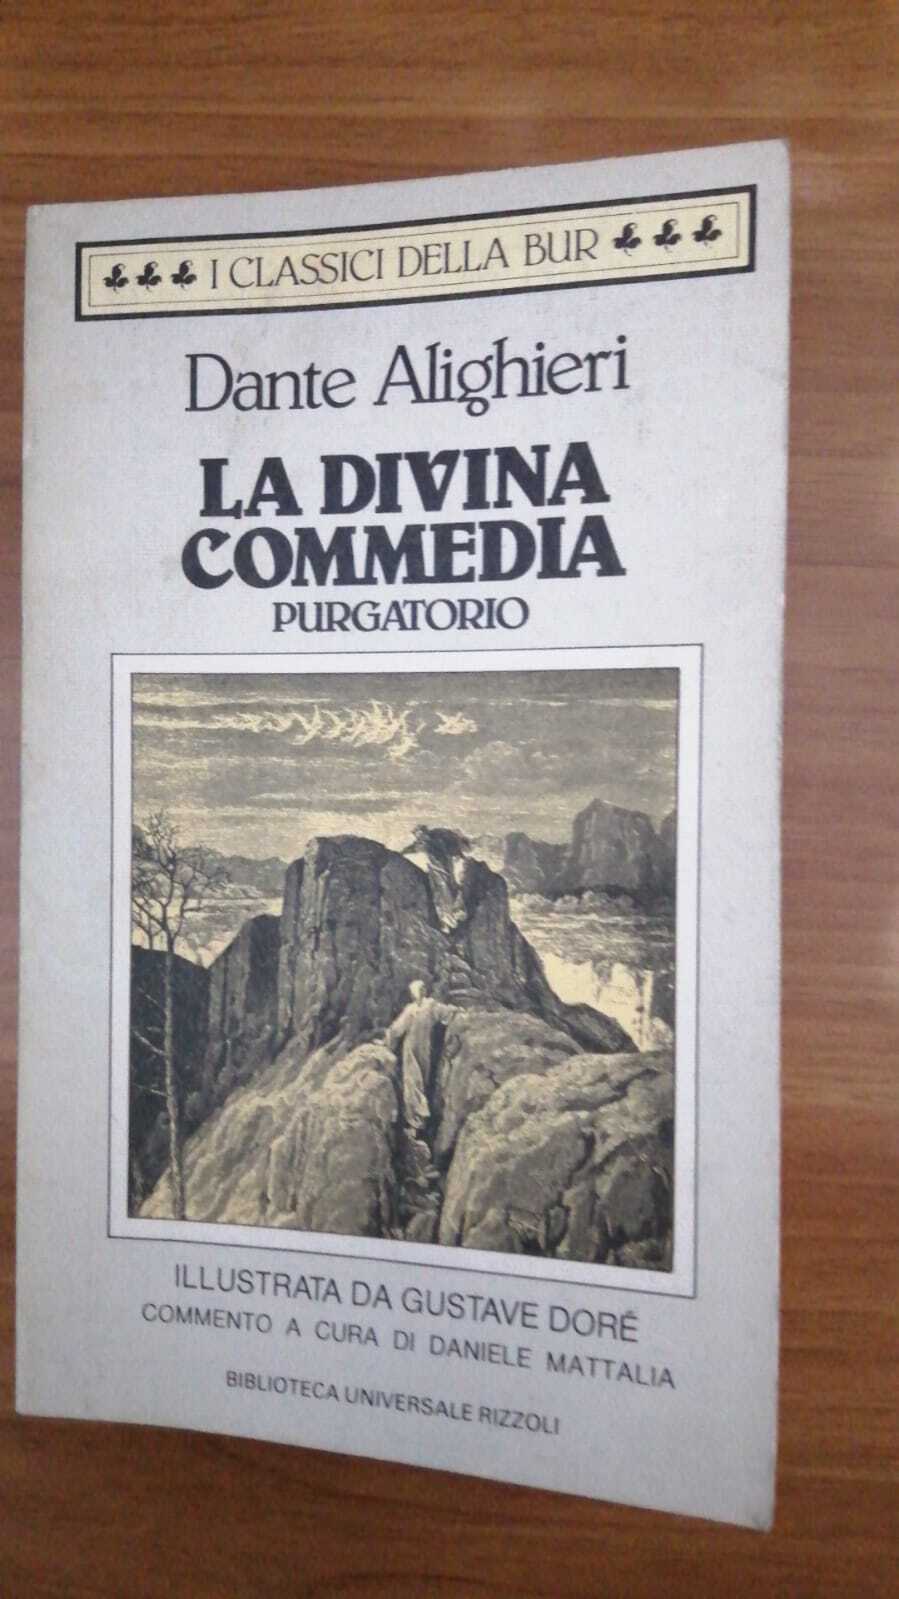 I CLASSICI DELLA BUR
Dante Alighieri
LA DIVINA
COMMEDIA
PURGATORIO
ILLUSTRATA DA GUSTAVE DORÉ
COMMENTO A CURA DI DANIELE MATTALIA
BIBLIOTECA UNIVERSALE RIZZOLI